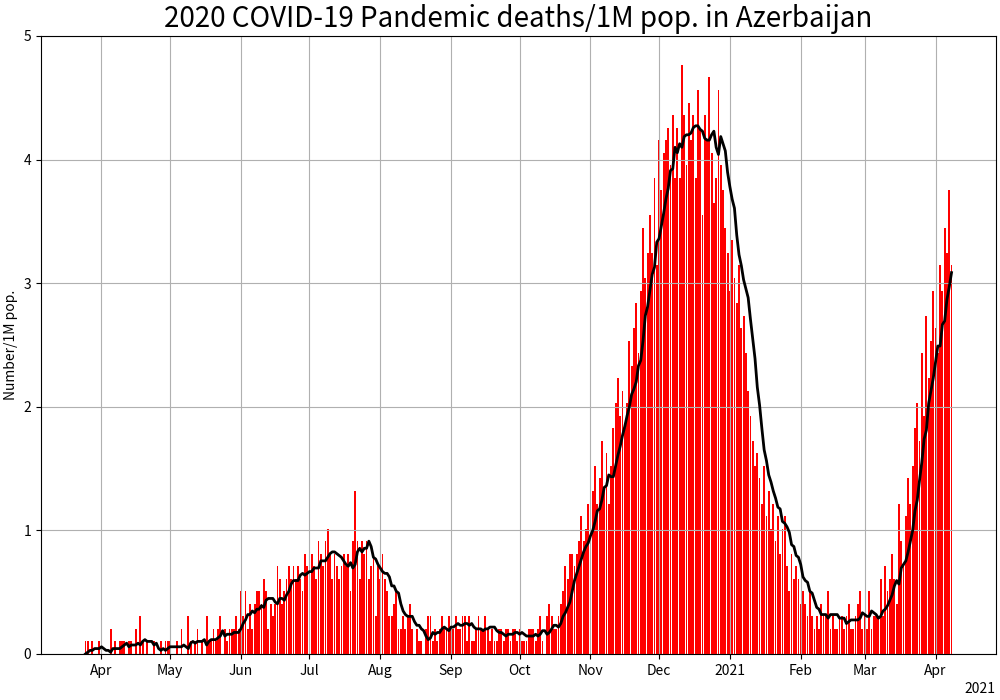 2020 COVID-19 Pandemic deaths/1M pop. in Azerbaijan
Number/1M pop.
5
4
3
2
1
0
Apr May Jun Jul Aug Sep Oct Nov Dec 2021 Feb Mar Apr
2021